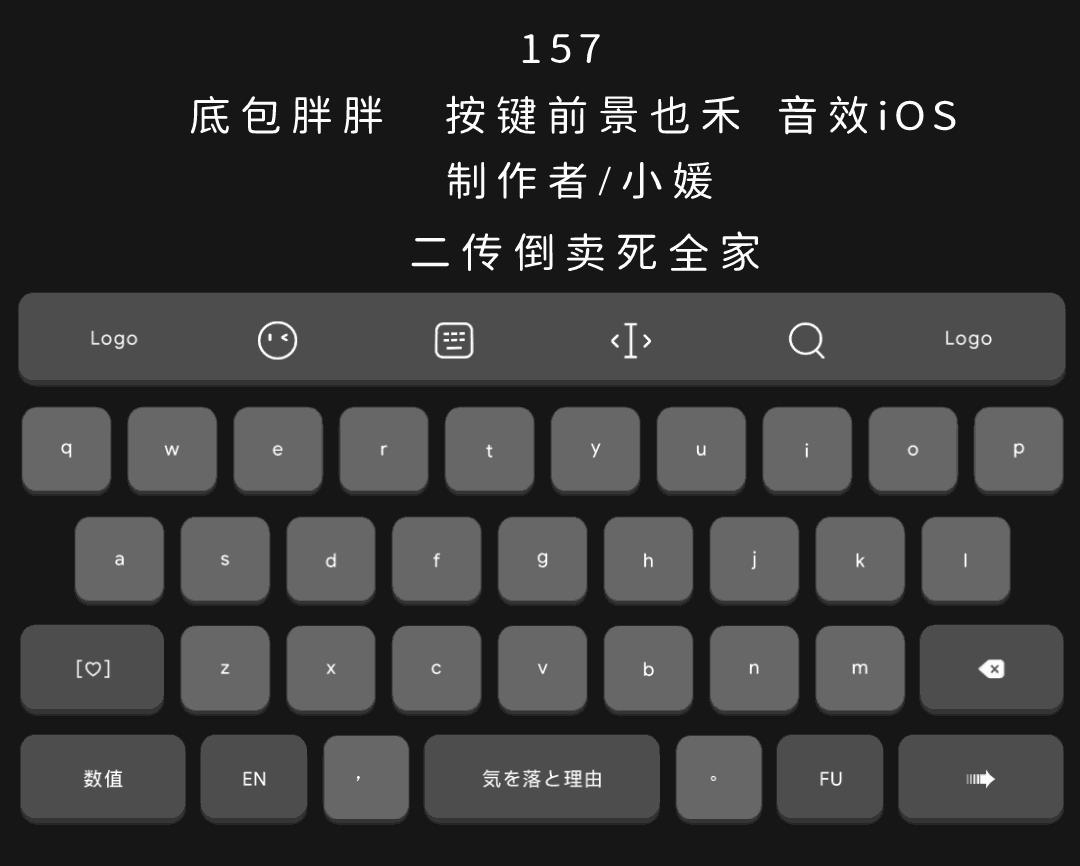 157
底包胖胖 按键前景也禾 音效iOS
制作者/小媛
二传倒卖死全家
Logo Logo
q w e r t y u i o p
a s d f g h j k l
[♡] z x c v b n m
数值 EN , 気を落と理由 。 FU